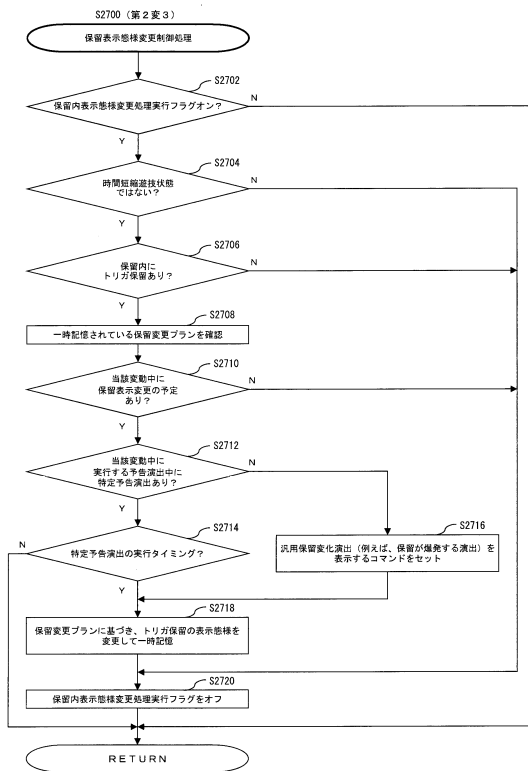 S2700（第２変３）
保留表示態様変更制御処理
S2702
保留内表示態様変更処理実行フラグオン？
N
Y
S2704
時間短縮遊技状態
ではない？
N
Y
S2706
保留内に
トリガ保留あり？
N
Y
S2708
一時記憶されている保留変更プランを確認
S2710
当該変動中に
保留表示変更の予定
あり？
N
Y
S2712
当該変動中に
実行する予告演出中に
特定予告演出あり？
N
Y
S2714
特定予告演出の実行タイミング？
N
Y
S2716
汎用保留変化演出（例えば、保留が爆発する演出）を
表示するコマンドをセット
S2718
保留変更プランに基づき、トリガ保留の表示態様を
変更して一時記憶
S2720
保留内表示態様変更処理実行フラグをオフ
ＲＥＴＵＲＮ